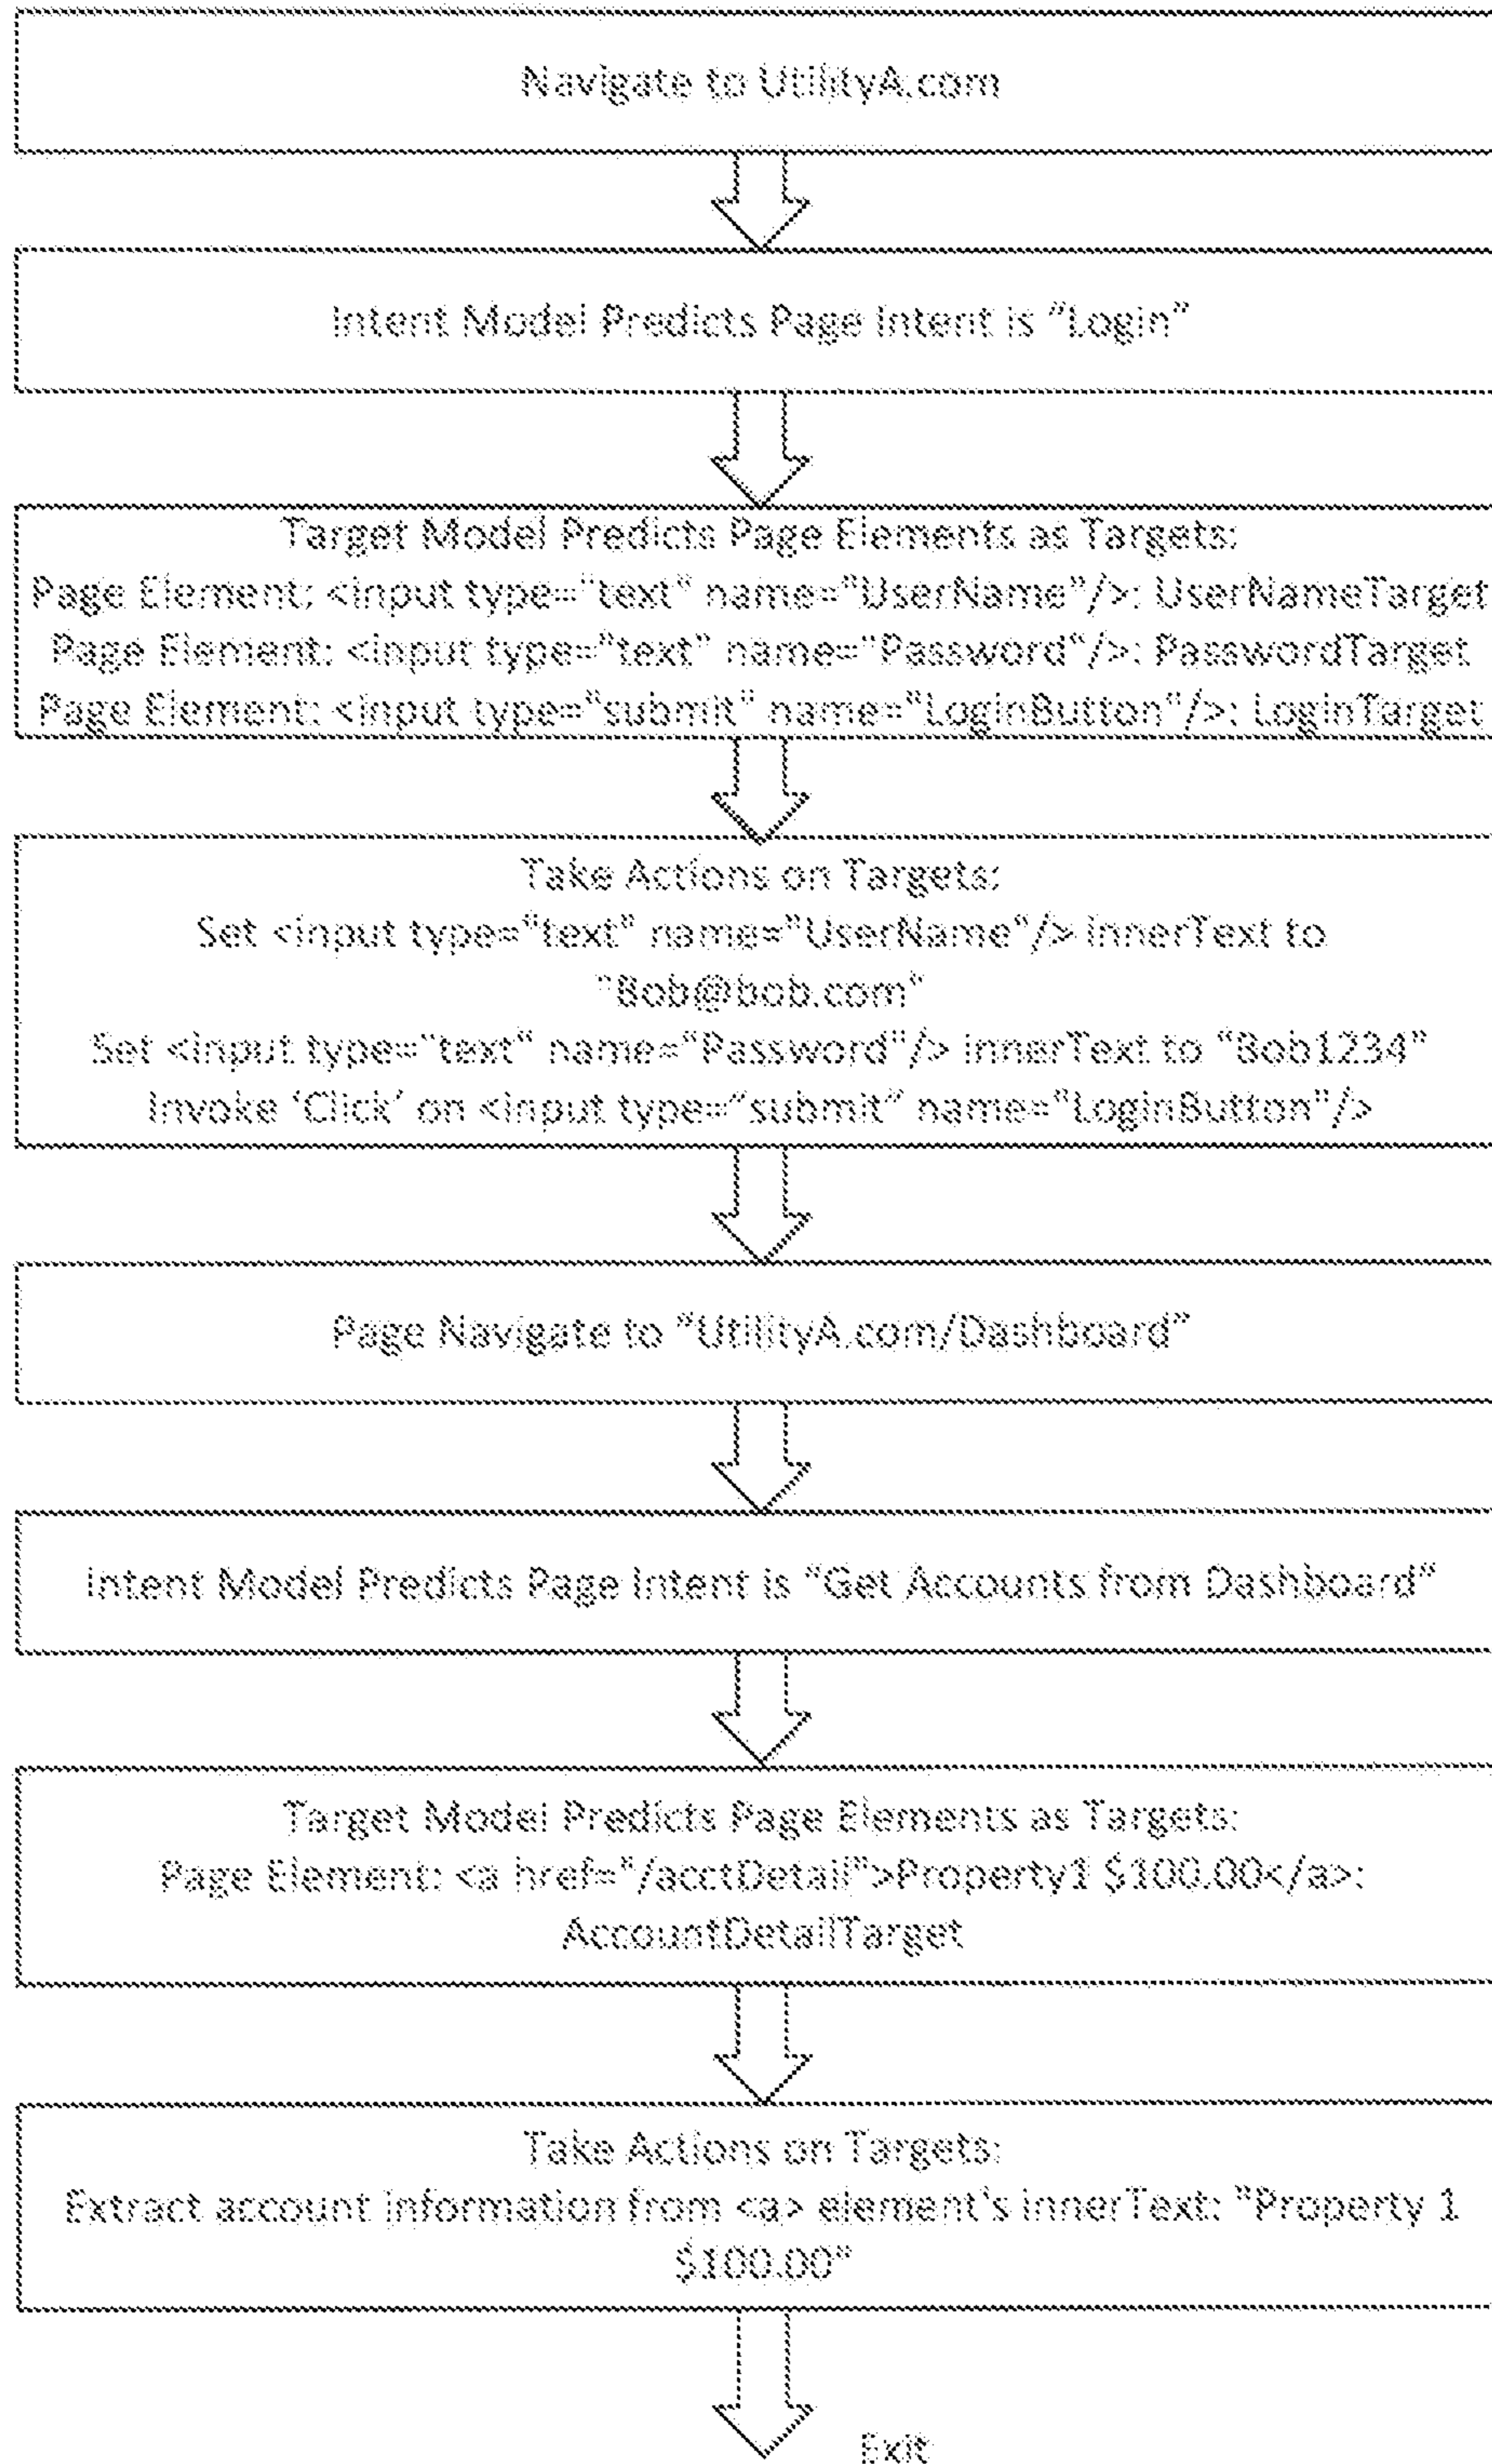 Navigate to UtilityA.com
Intent Model Predicts Page Intent is "Login"
Target Model Predicts Page Elements as Targets:
Page Element: <input type="text" name="UserName"/>: UserNameTarget
Page Element: <input type="text" name="Password"/>: PasswordTarget
Page Element: <input type="submit" name="LoginButton"/>: LoginTarget
Take Actions on Targets:
Set <input type="text" name="UserName"/> innerText to
"Bob@bob.com"
Set <input type="text" name="Password"/> innerText to "Bob1234"
Invoke 'Click' on <input type="submit" name="LoginButton"/>
Page Navigate to "UtilityA.com/Dashboard"
Intent Model Predicts Page Intent is "Get Accounts from Dashboard"
Target Model Predicts Page Elements as Targets:
Page Element: <a href="/acctDetail">Property1 $100.00</a>:
AccountDetailTarget
Take Actions on Targets:
Extract account information from <a> element's innerText: "Property 1
$100.00"
Exit